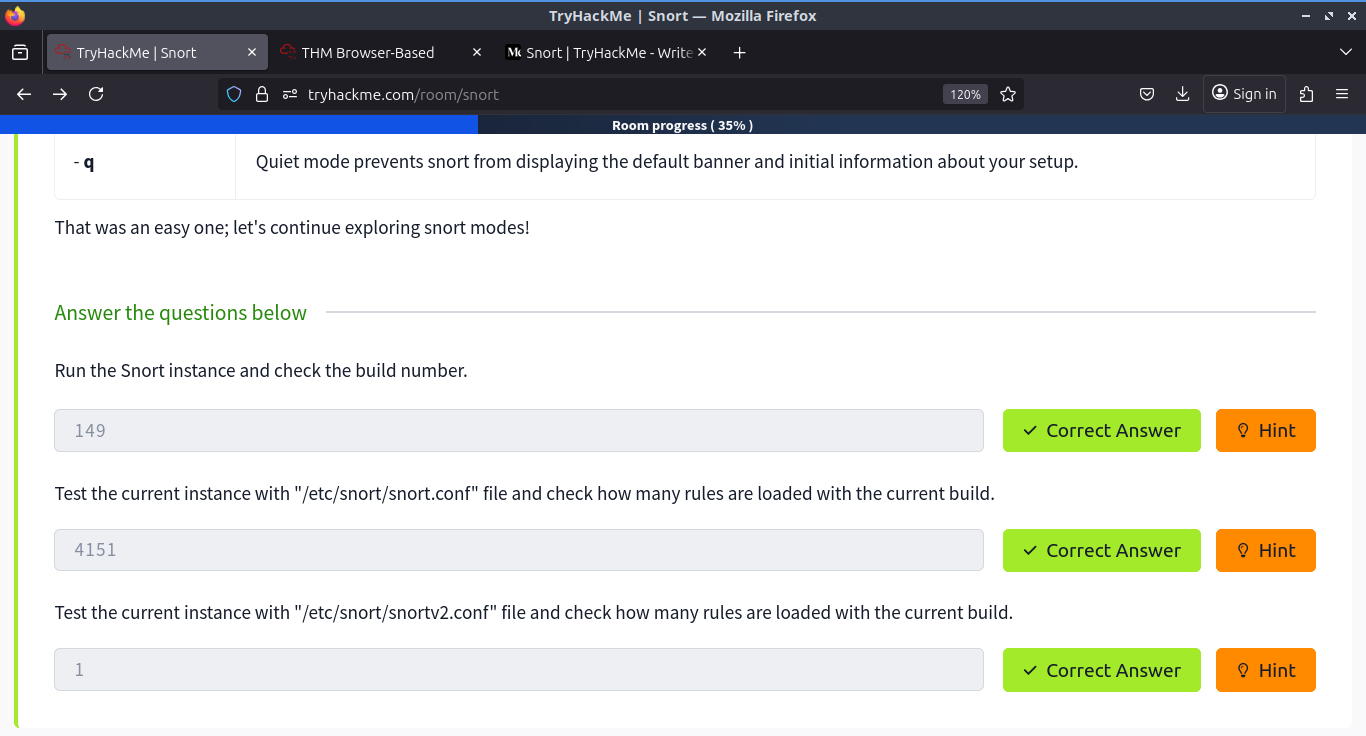 TryHackMe | Snort — Mozilla Firefox
TryHackMe | Snort
THM Browser-Based
Snort | TryHackMe - Write
tryhackme.com/room/snort
120%
Sign in
Room progress ( 35% )
- q
Quiet mode prevents snort from displaying the default banner and initial information about your setup.
That was an easy one; let's continue exploring snort modes!
Answer the questions below
Run the Snort instance and check the build number.
149
Correct Answer
Hint
Test the current instance with "/etc/snort/snort.conf" file and check how many rules are loaded with the current build.
4151
Correct Answer
Hint
Test the current instance with "/etc/snort/snortv2.conf" file and check how many rules are loaded with the current build.
1
Correct Answer
Hint